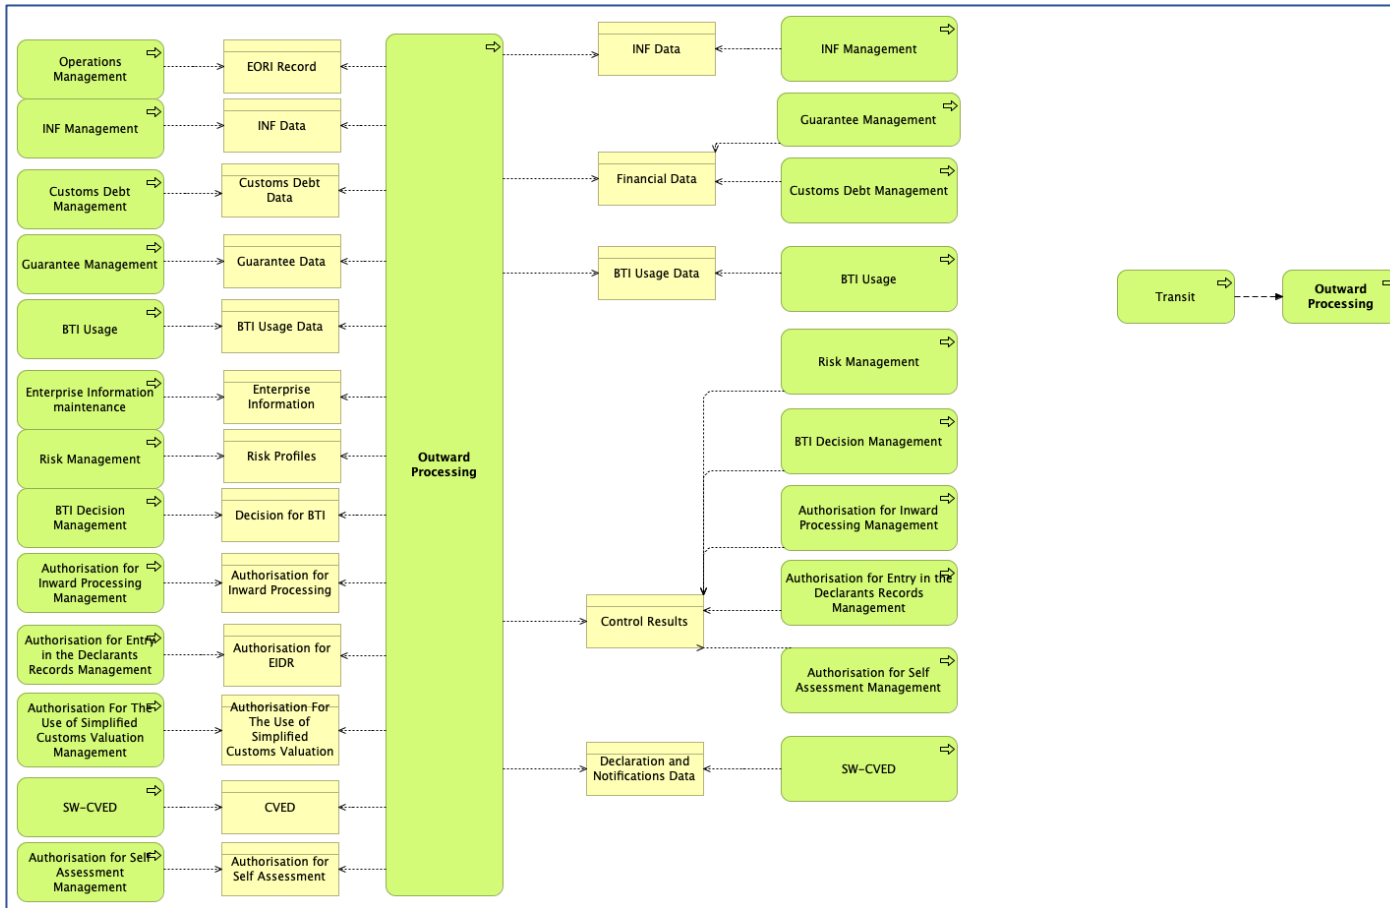 Operations
Management
EORI Record
INF Management
INF Data
Customs Debt
Management
Customs Debt
Data
Guarantee Management
Guarantee Data
BTI Usage
BTI Usage Data
Enterprise Information
maintenance
Enterprise
Information
Risk Management
Risk Profiles
BTI Decision
Management
Decision for BTI
Authorisation for
Inward Processing
Management
Authorisation for
Inward Processing
Authorisation for Entry
in the Declarants
Records Management
Authorisation for
EIDR
Authorisation For The
Use of Simplified
Customs Valuation
Management
Authorisation For
The Use of
Simplified
Customs Valuation
SW-CVED
CVED
Authorisation for Self
Assessment
Management
Authorisation for
Self Assessment
Outward
Processing
INF Data
INF Management
Guarantee Management
Financial Data
Customs Debt Management
BTI Usage Data
BTI Usage
Risk Management
BTI Decision Management
Authorisation for Inward
Processing Management
Authorisation for Entry in the
Declarants Records
Management
Control Results
Authorisation for Self
Assessment Management
Declaration and
Notifications Data
SW-CVED
Transit
Outward
Processing